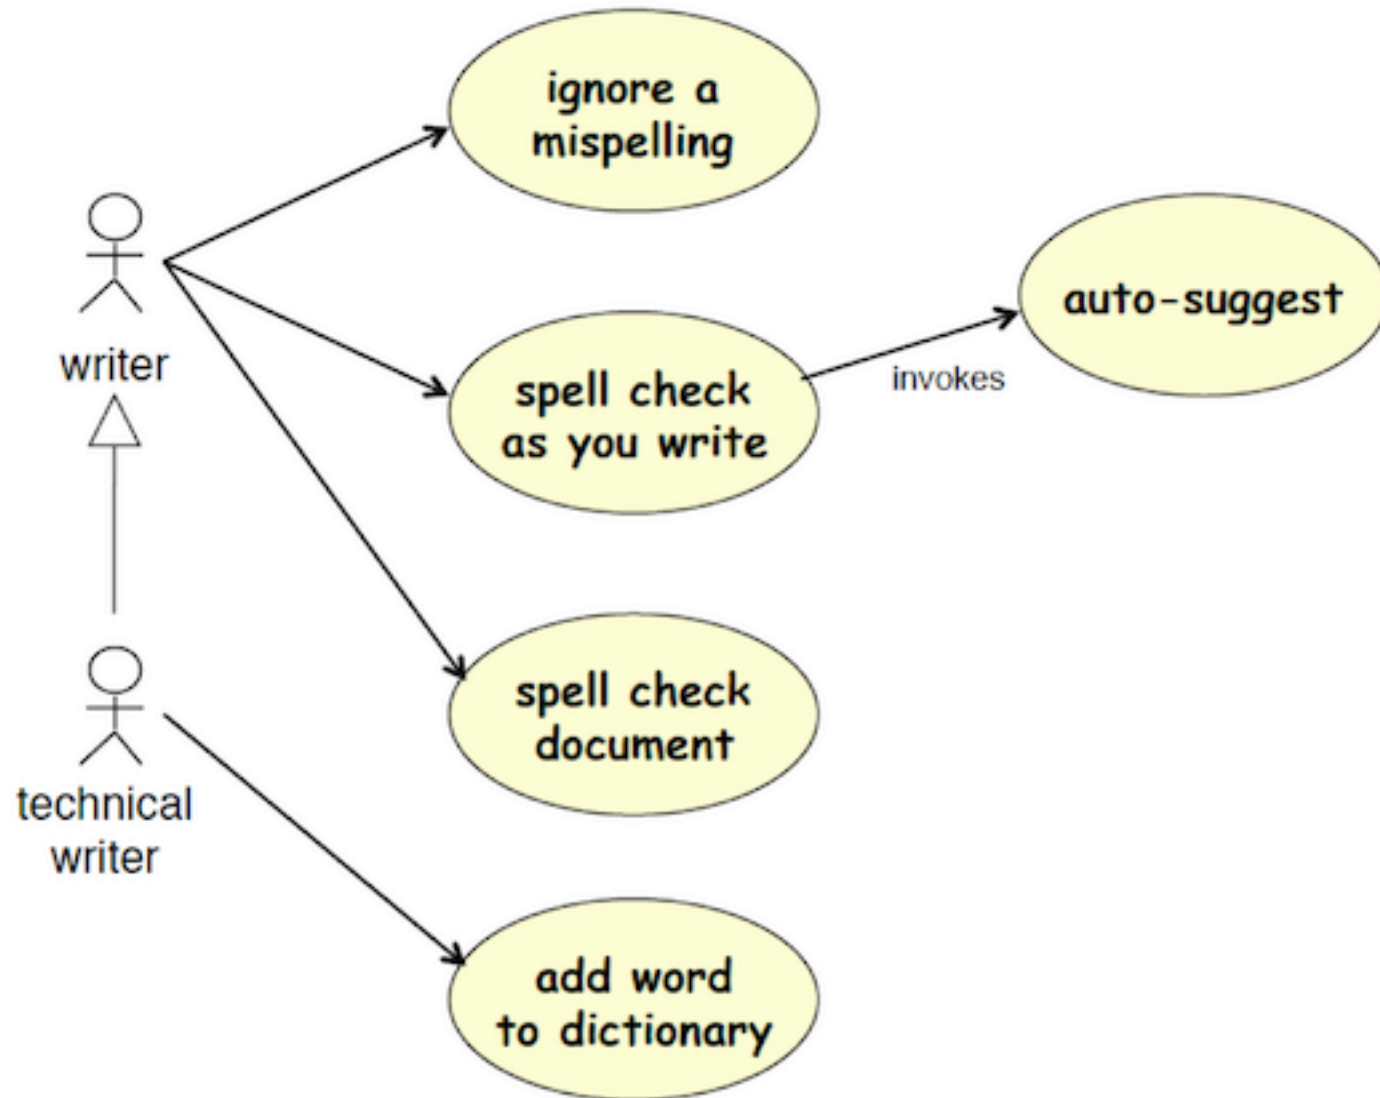 ignore a
mispelling
writer
spell check
as you write
invokes
auto-suggest
spell check
document
technical
writer
add word
to dictionary